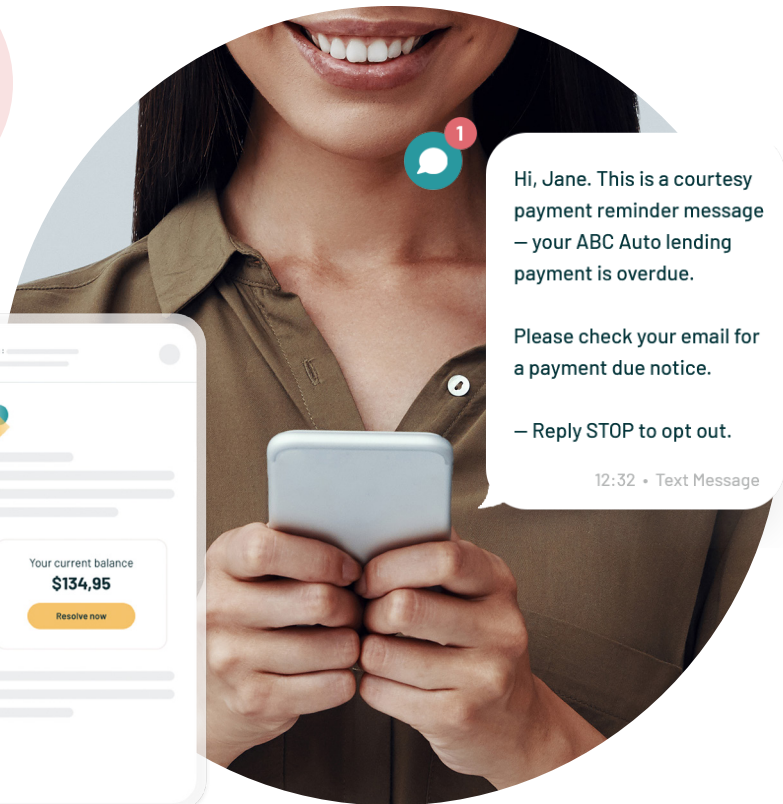 1
Hi, Jane. This is a courtesy
payment reminder message
— your ABC Auto lending
payment is overdue.
Please check your email for
a payment due notice.
— Reply STOP to opt out.
12:32 • Text Message
:
Your current balance
$134,95
Resolve now